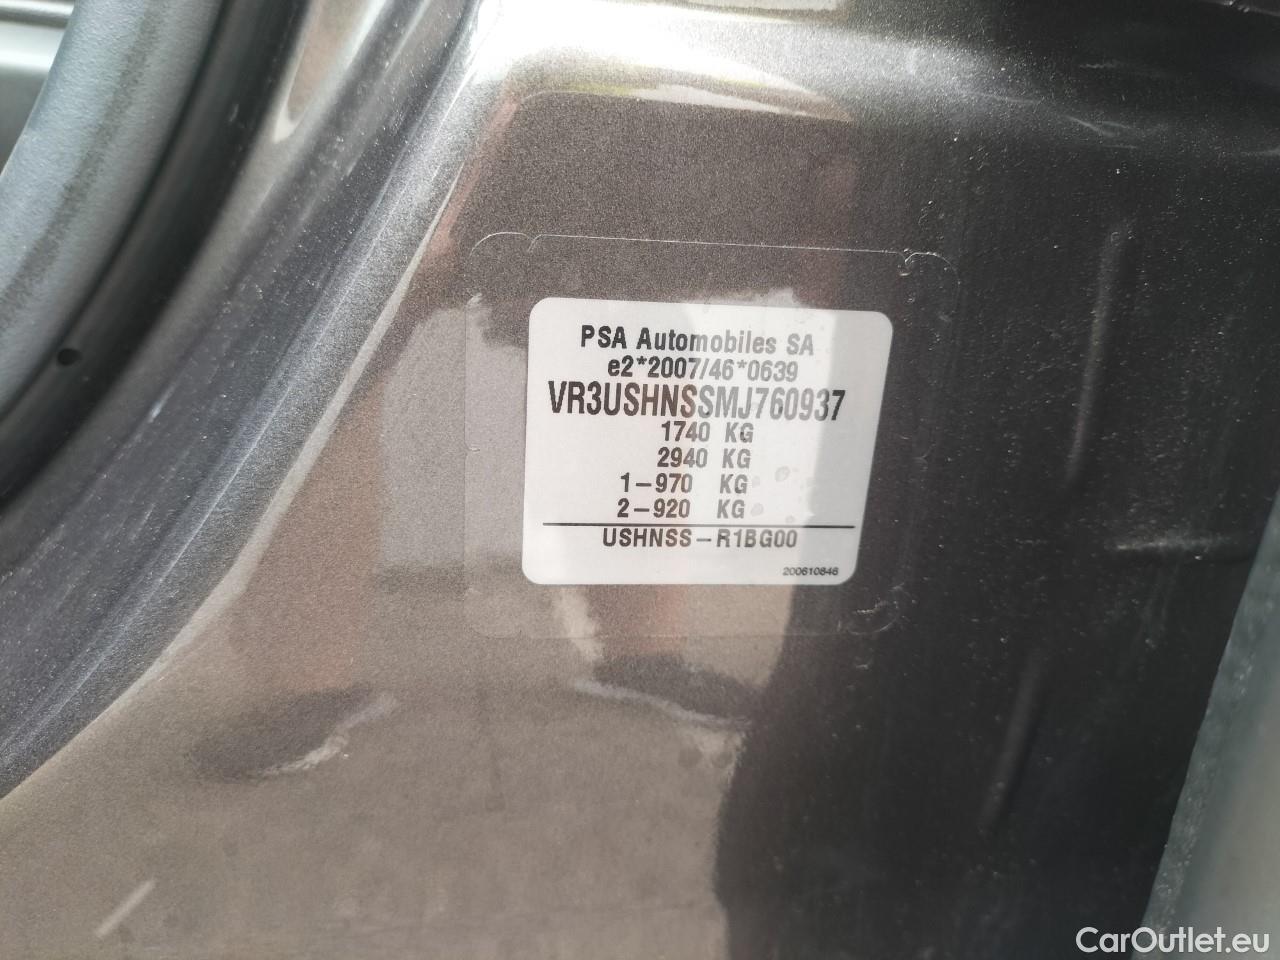 PSA Automobiles SA
e2*2007/46*0639
VR3USHNSSMJ760937
1740 KG
2940 KG
1-970 KG
2-920 KG
USHNSS-R1BG00
200610846
CarOutlet.eu